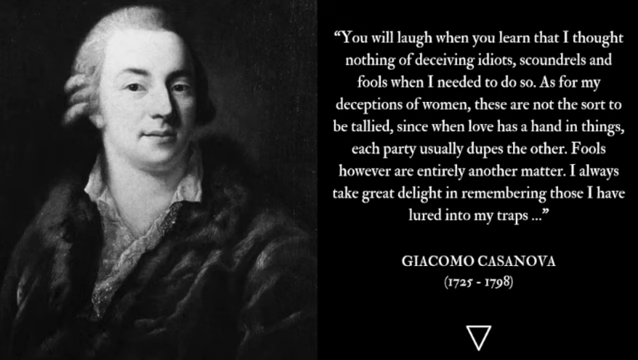 “You will laugh when you learn that I thought
nothing of deceiving idiots, scoundrels and
fools when I needed to do so. As for my
deceptions of women, these are not the sort to
be tallied, since when love has a hand in things,
each party usually dupes the other. Fools
however are entirely another matter. I always
take great delight in remembering those I have
lured into my traps ...”
GIACOMO CASANOVA
(1725 - 1798)